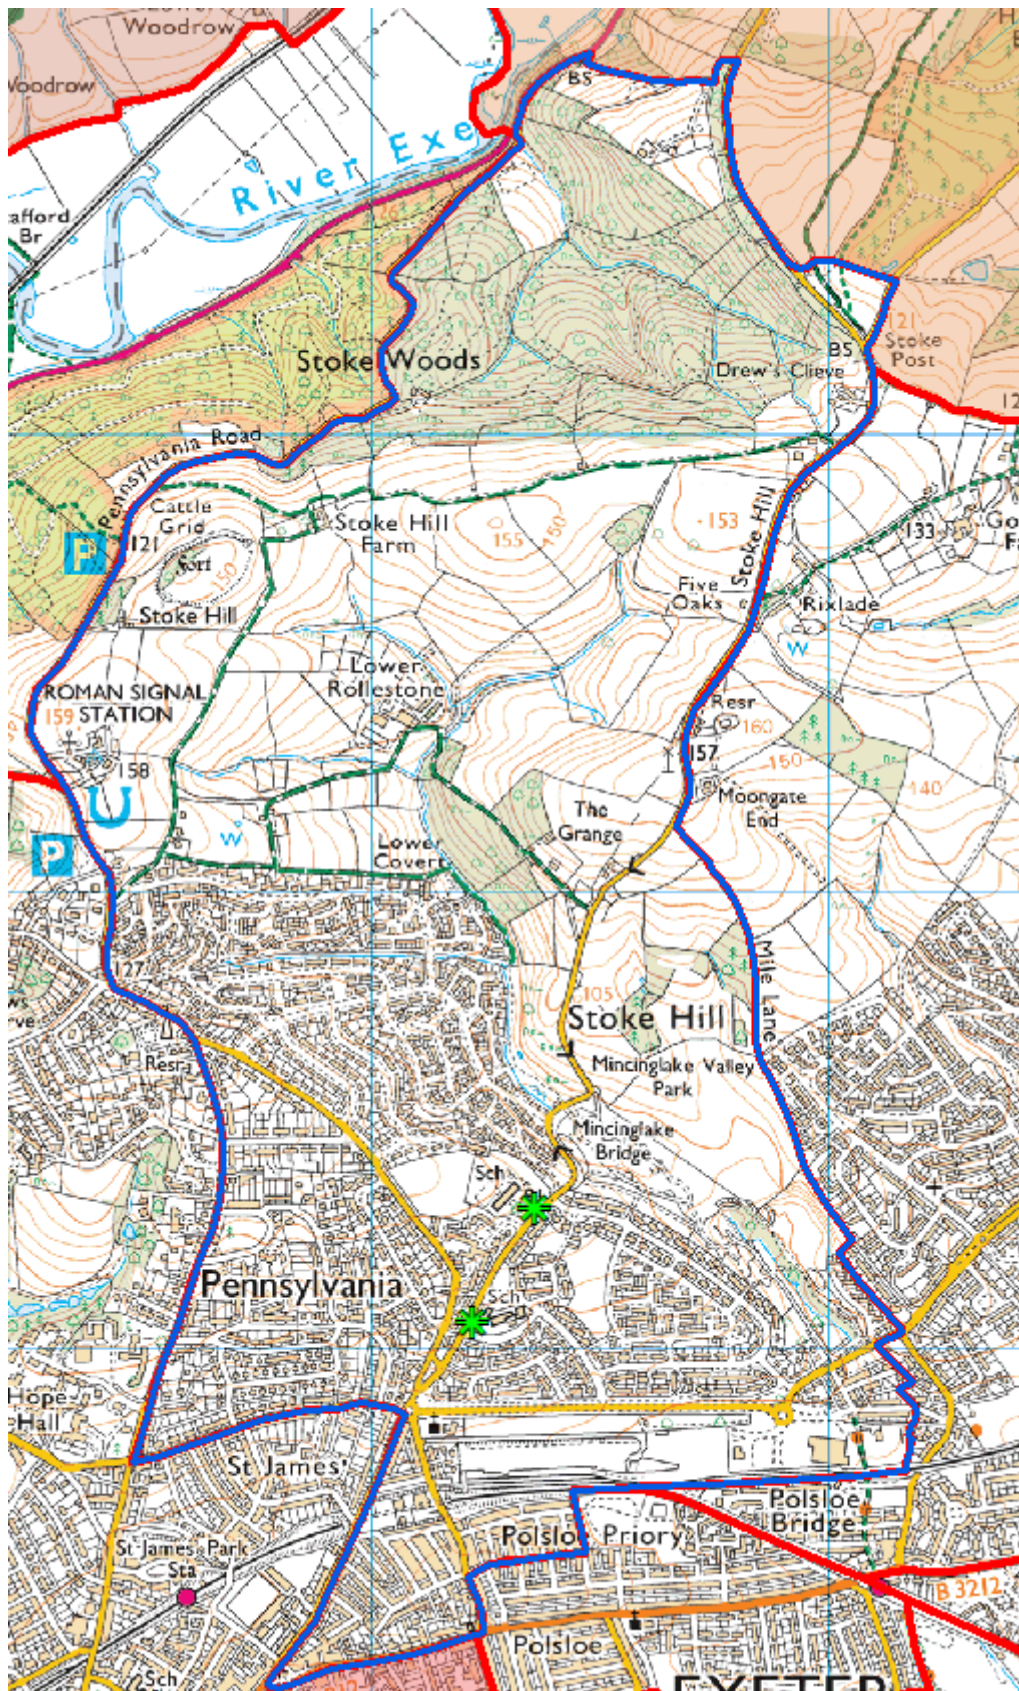 Woodrow
Woodrow
BS
River Exe
afford
Br
26
121
Stoke
Post
BS
Drew's Clieve
Stoke Woods
Pennsylvania Road
Cattle
Grid
121
Fort
150
Stoke Hill
Farm
155
150
153
Stoke Hill
133
Go
Five
Oaks
Rixlade
W
P
Stoke Hill
Lower
Rollestone
ROMAN SIGNAL
STATION
159
158
Resr
160
157
150
140
Moongate
End
The
Grange
W
P
Lower
Covert
127
Resr
105
Stoke Hill
Mile Lane
Mincinglake Valley
Park
Mincinglake
Bridge
Sch
Pennsylvania
Sch
Hope
Hall
St James'
Polsloe
Bridge
Polsloe Priory
St James Park
Sta
B 3212
Polsloe
Sch
EXETER